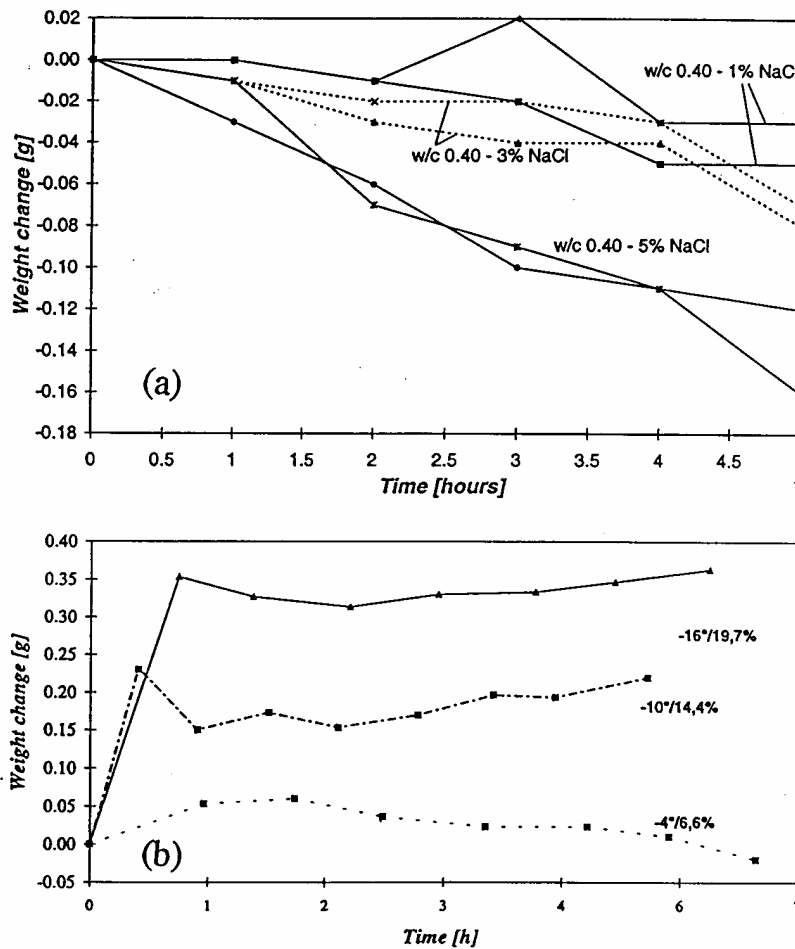 0.02
0.00
-0.02
-0.04
-0.06
-0.08
-0.10
-0.12
-0.14
-0.16
-0.18
Weight change [g]
w/c 0.40 - 1% NaCl
w/c 0.40 - 3% NaCl
w/c 0.40 - 5% NaCl
(a)
0 0.5 1 1.5 2 2.5 3 3.5 4 4.5
Time [hours]
0.40
0.35
0.30
0.25
0.20
0.15
0.10
0.05
0.00
-0.05
Weight change [g]
-16°/19,7%
-10°/14,4%
-4°/6,6%
(b)
0 1 2 3 4 5 6
Time [h]